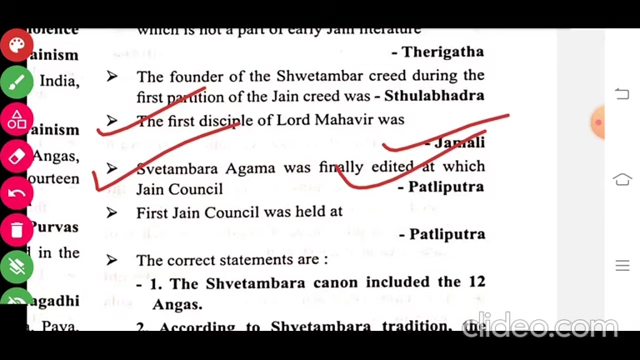 which is not a part of early Jain literature
- Therigatha
➤ The founder of the Shwetambar creed during the
first partition of the Jain creed was - Sthulabhadra
➤ The first disciple of Lord Mahavir was
- Jamali
➤ Svetambara Agama was finally edited at which
Jain Council - Patliputra
➤ First Jain Council was held at
- Patliputra
➤ The correct statements are :
- 1. The Shvetambara canon included the 12
Angas.
2. According to Shvetambara tradition, the
ainism
India,
ainism
Angas,
ourteen
Purvas
d in the
agadhi
Pava,
clideo.com